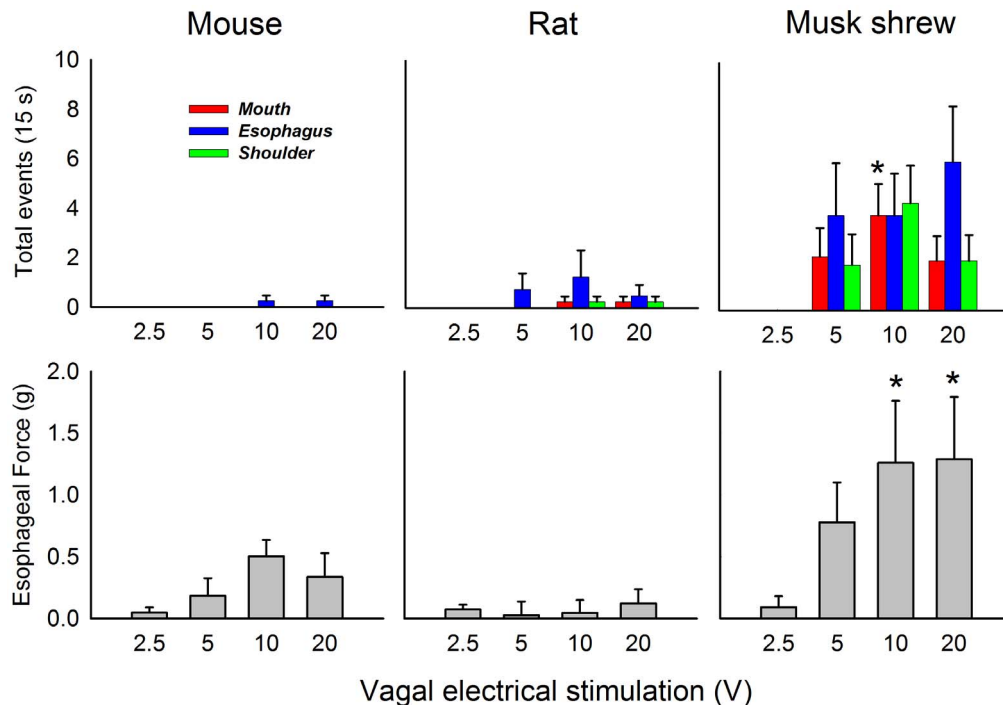 Mouse Rat Musk shrew
Total events (15 s)
10
8
6
4
2
0
Mouth
Esophagus
Shoulder
*
2.5 5 10 20 2.5 5 10 20 2.5 5 10 20
Esophageal Force (g)
2.0
1.5
1.0
0.5
0.0
* *
2.5 5 10 20 2.5 5 10 20 2.5 5 10 20
Vagal electrical stimulation (V)